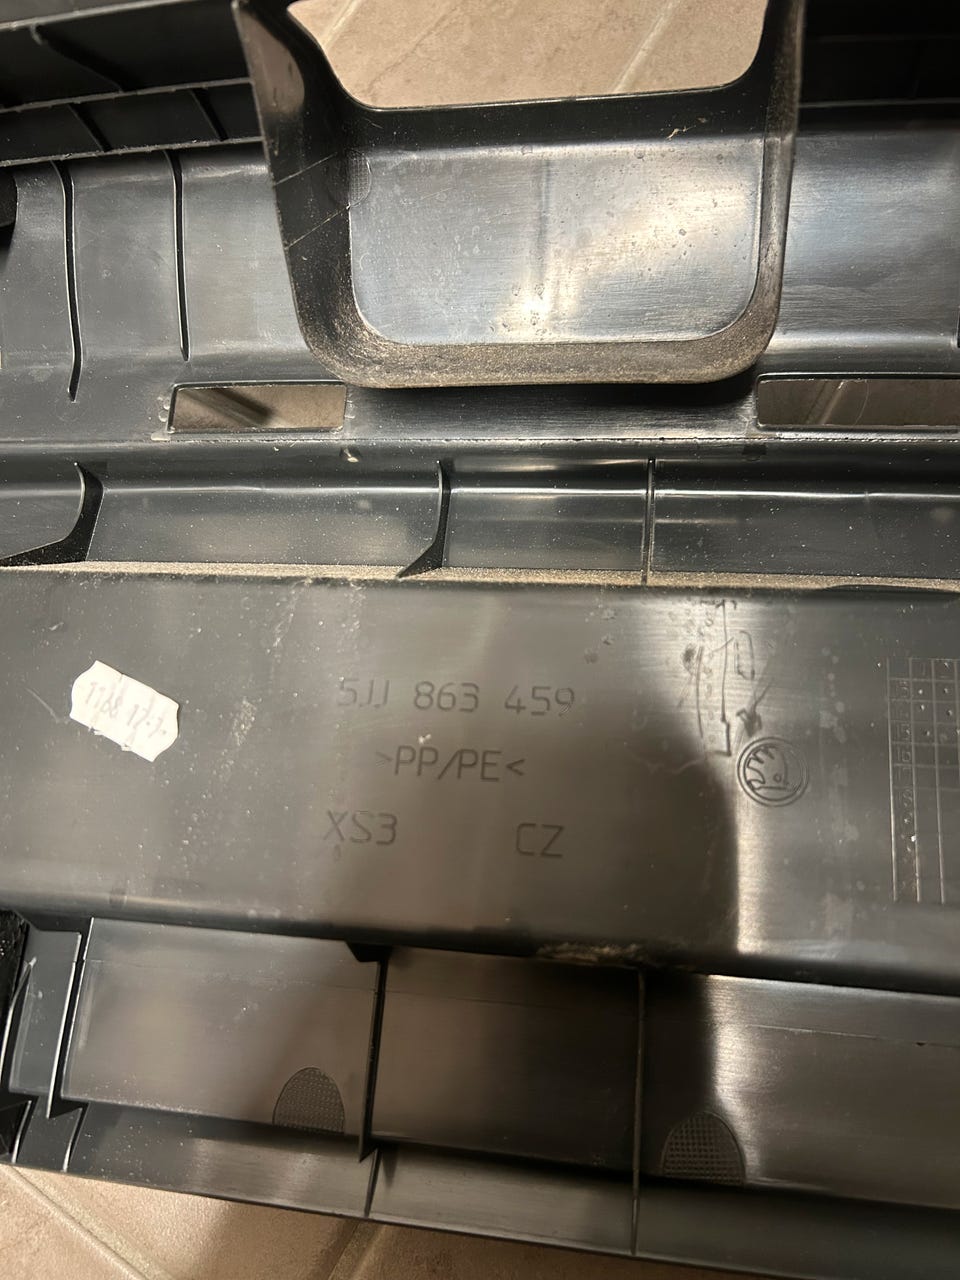 5JJ 863 459
>PP/PE<
XS3 CZ